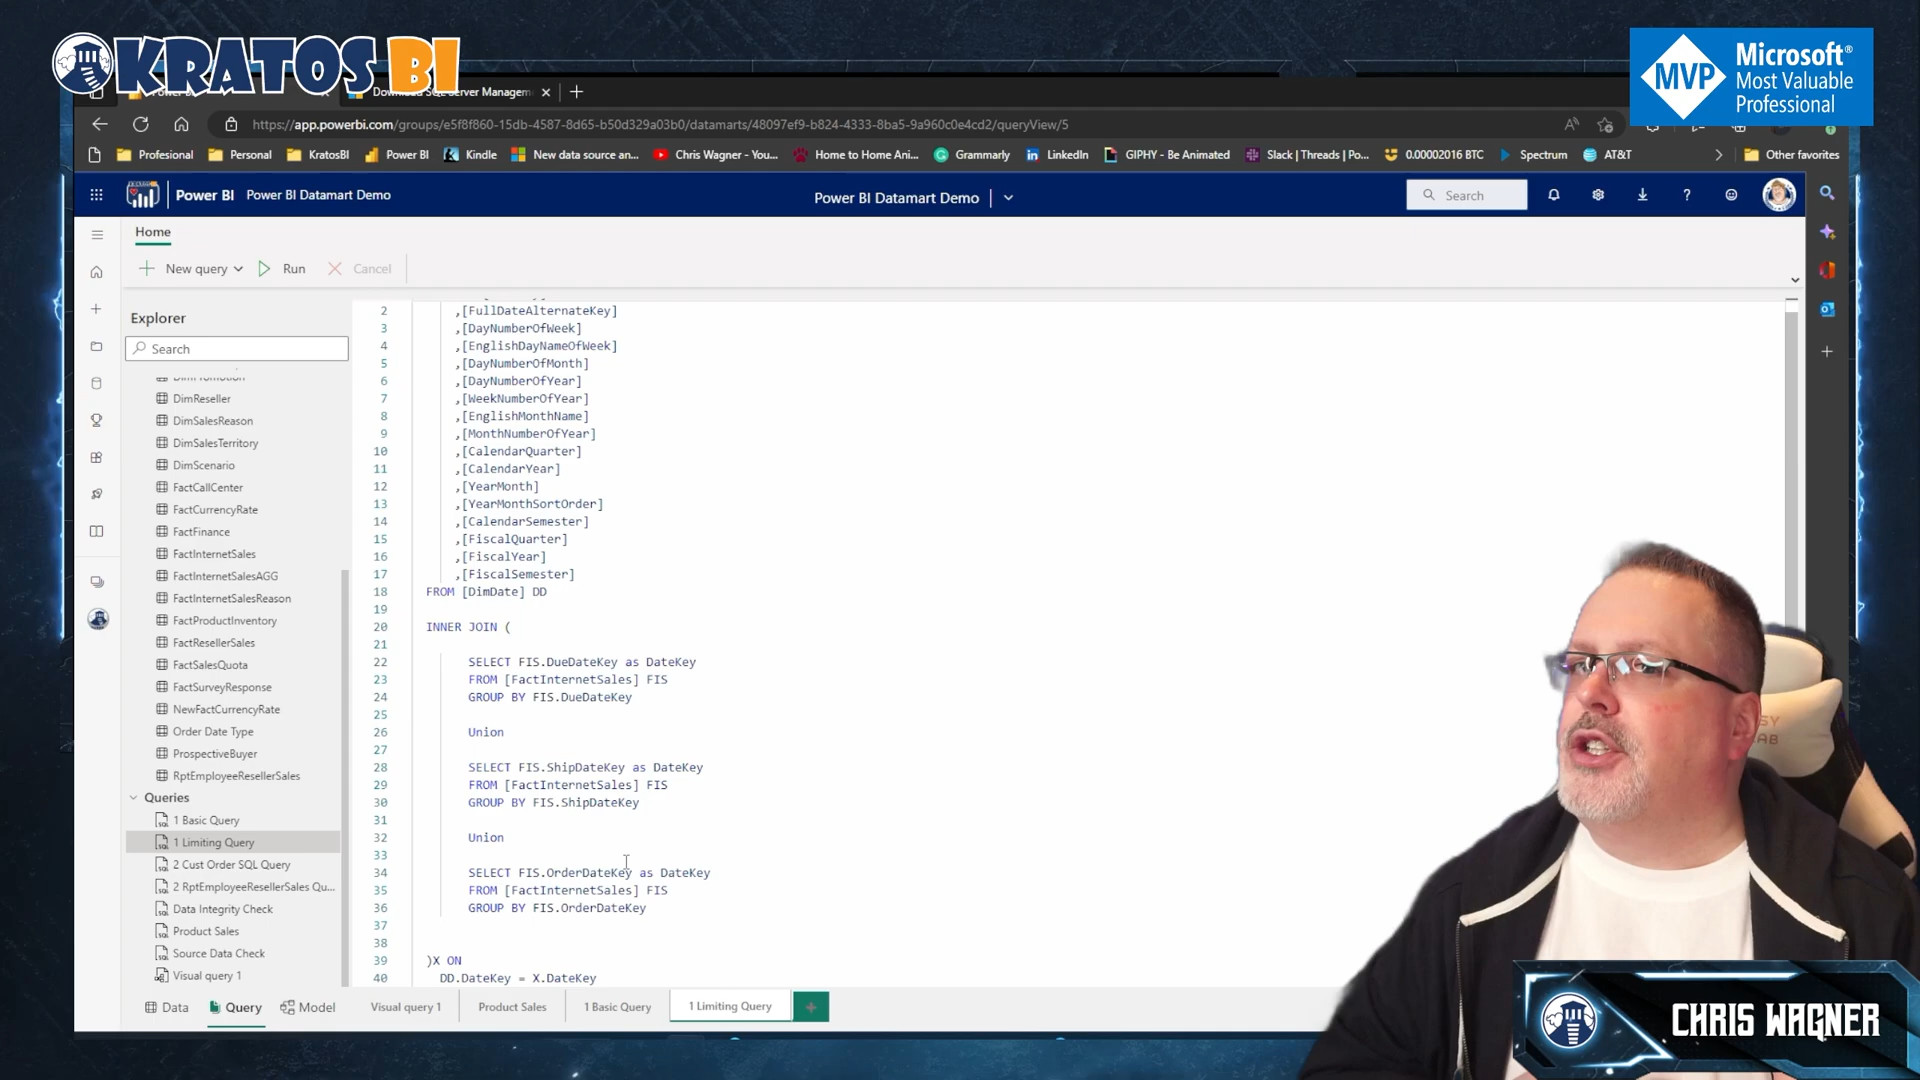 KRATOS BI
MVP
Microsoft®
Most Valuable
Professional
Download SQL Server Managem
https://app.powerbi.com/groups/e5f8f860-15db-4587-8d65-b50d329a03b0/datamarts/48097ef9-b824-4333-8ba5-9a960c0e4cd2/queryView/5
Profesional
Personal
KratosBI
Power BI
Kindle
New data source an...
Chris Wagner - You...
Home to Home Ani...
Grammarly
LinkedIn
GIPHY - Be Animated
Slack | Threads | Po...
0.00002016 BTC
Spectrum
AT&T
Other favorites
Power BI
Power BI Datamart Demo
Power BI Datamart Demo
Search
Home
New query
Run
Cancel
Explorer
Search
DimPromotion
DimReseller
DimSalesReason
DimSalesTerritory
DimScenario
FactCallCenter
FactCurrencyRate
FactFinance
FactInternetSales
FactInternetSalesAGG
FactInternetSalesReason
FactProductInventory
FactResellerSales
FactSalesQuota
FactSurveyResponse
NewFactCurrencyRate
Order Date Type
ProspectiveBuyer
RptEmployeeResellerSales
Queries
1 Basic Query
1 Limiting Query
2 Cust Order SQL Query
2 RptEmployeeResellerSales Qu...
Data Integrity Check
Product Sales
Source Data Check
Visual query 1
2 ,[FullDateAlternateKey]
3 ,[DayNumberOfWeek]
4 ,[EnglishDayNameOfWeek]
5 ,[DayNumberOfMonth]
6 ,[DayNumberOfYear]
7 ,[WeekNumberOfYear]
8 ,[EnglishMonthName]
9 ,[MonthNumberOfYear]
10 ,[CalendarQuarter]
11 ,[CalendarYear]
12 ,[YearMonth]
13 ,[YearMonthSortOrder]
14 ,[CalendarSemester]
15 ,[FiscalQuarter]
16 ,[FiscalYear]
17 ,[FiscalSemester]
18 FROM [DimDate] DD
19
20 INNER JOIN (
21
22 SELECT FIS.DueDateKey as DateKey
23 FROM [FactInternetSales] FIS
24 GROUP BY FIS.DueDateKey
25
26 Union
27
28 SELECT FIS.ShipDateKey as DateKey
29 FROM [FactInternetSales] FIS
30 GROUP BY FIS.ShipDateKey
31
32 Union
33
34 SELECT FIS.OrderDateKey as DateKey
35 FROM [FactInternetSales] FIS
36 GROUP BY FIS.OrderDateKey
37
38
39 )X ON
40 DD.DateKey = X.DateKey
Data
Query
Model
Visual query 1
Product Sales
1 Basic Query
1 Limiting Query
CHRIS WAGNER